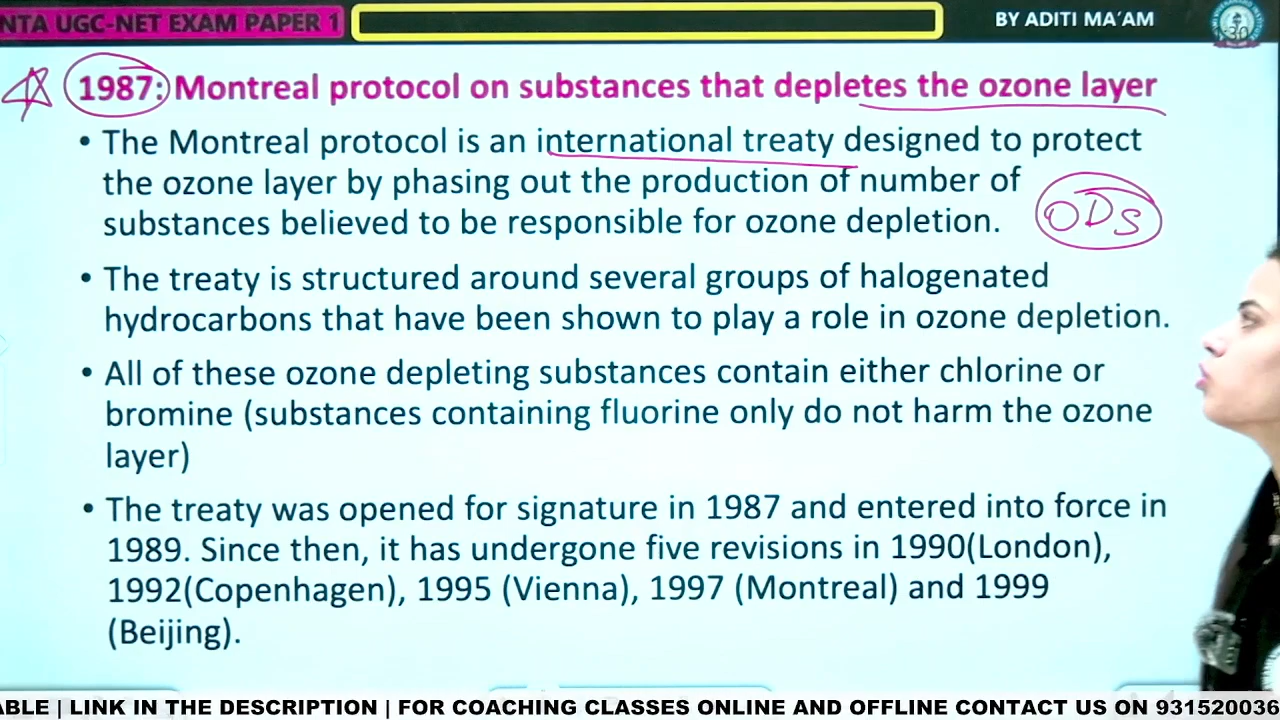 NTA UGC-NET EXAM PAPER 1
BY ADITI MA'AM
1987: Montreal protocol on substances that depletes the ozone layer
• The Montreal protocol is an international treaty designed to protect
the ozone layer by phasing out the production of number of
substances believed to be responsible for ozone depletion.
ODS
• The treaty is structured around several groups of halogenated
hydrocarbons that have been shown to play a role in ozone depletion.
• All of these ozone depleting substances contain either chlorine or
bromine (substances containing fluorine only do not harm the ozone
layer)
• The treaty was opened for signature in 1987 and entered into force in
1989. Since then, it has undergone five revisions in 1990(London),
1992(Copenhagen), 1995 (Vienna), 1997 (Montreal) and 1999
(Beijing).
ABLE | LINK IN THE DESCRIPTION | FOR COACHING CLASSES ONLINE AND OFFLINE CONTACT US ON 931520036